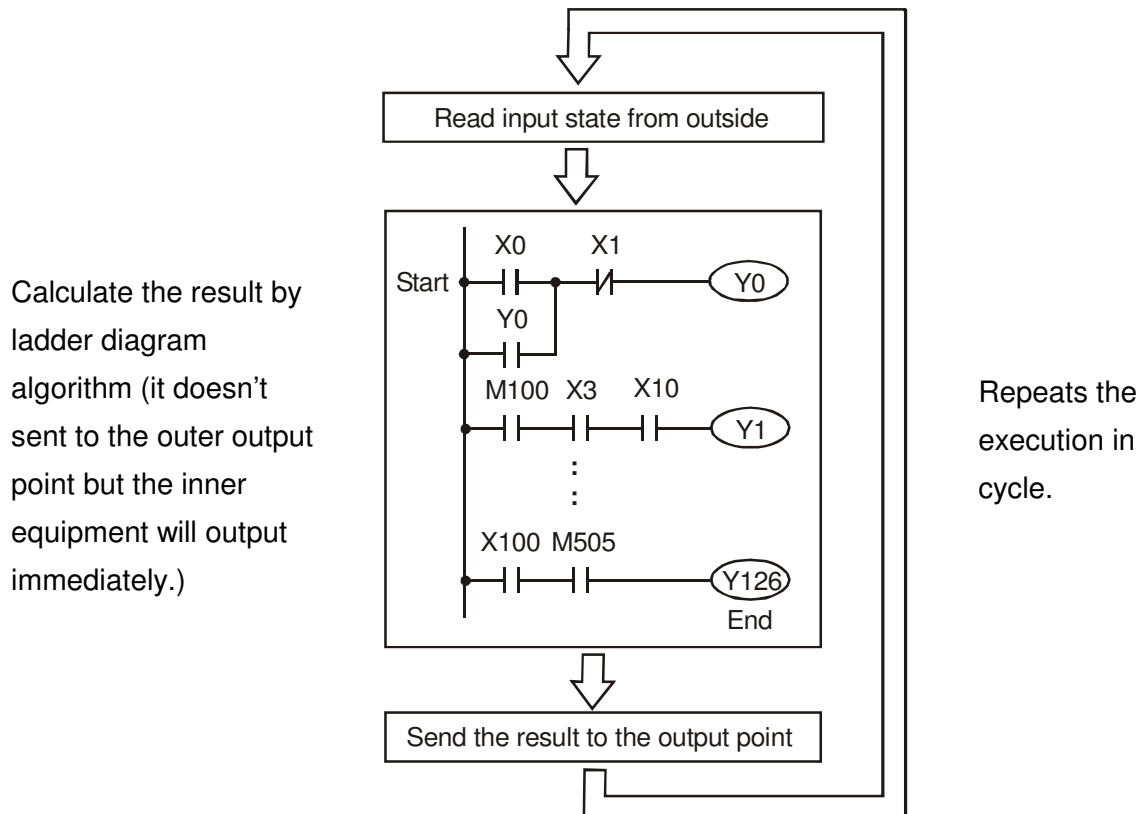 Read input state from outside
X0 X1
Start Y0
Y0
M100 X3 X10
Y1
:
:
X100 M505
Y126
End
Send the result to the output point
Calculate the result by
ladder diagram
algorithm (it doesn't
sent to the outer output
point but the inner
equipment will output
immediately.)
Repeats the
execution in
cycle.